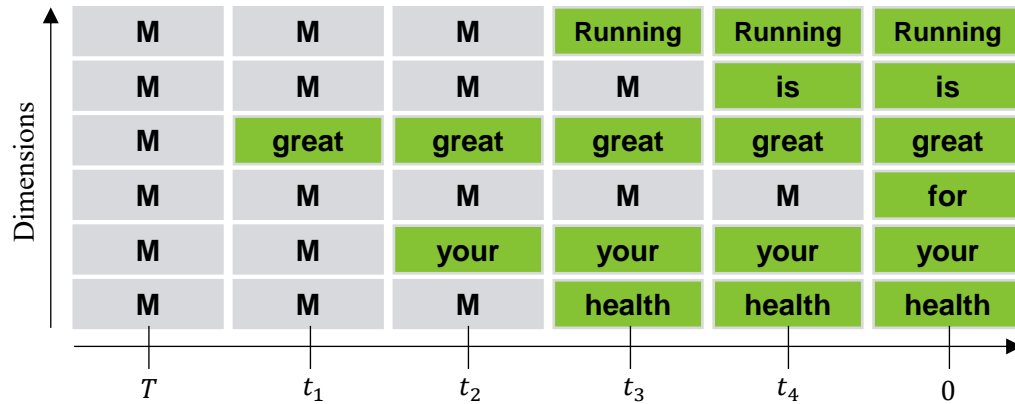 M M M Running Running Running
M M M M is is
M great great great great great
M M M M M for
M M your your your your
M M M health health health
Dimensions
T t₁ t₂ t₃ t₄ 0